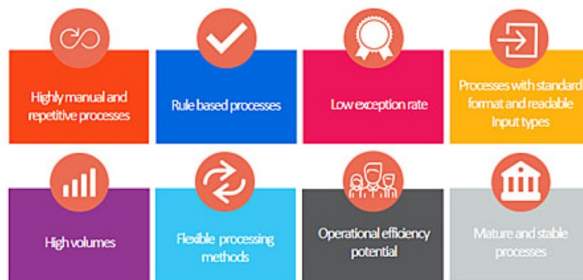 Highly manual and
repetitive processes
Rule based processes
Low exception rate
Processes with standard
format and readable
Input types
High volumes
Flexible processing
methods
Operational efficiency
potential
Mature and stable
processes